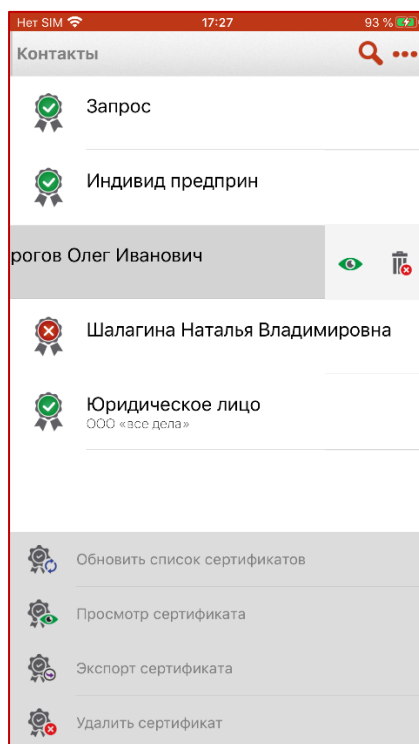 Нет SIM 17:27 93 %
Контакты
Запрос
Индивид предприн
рогов Олег Иванович
Шалагина Наталья Владимировна
Юридическое лицо
ООО «все дела»
Обновить список сертификатов
Просмотр сертификата
Экспорт сертификата
Удалить сертификат